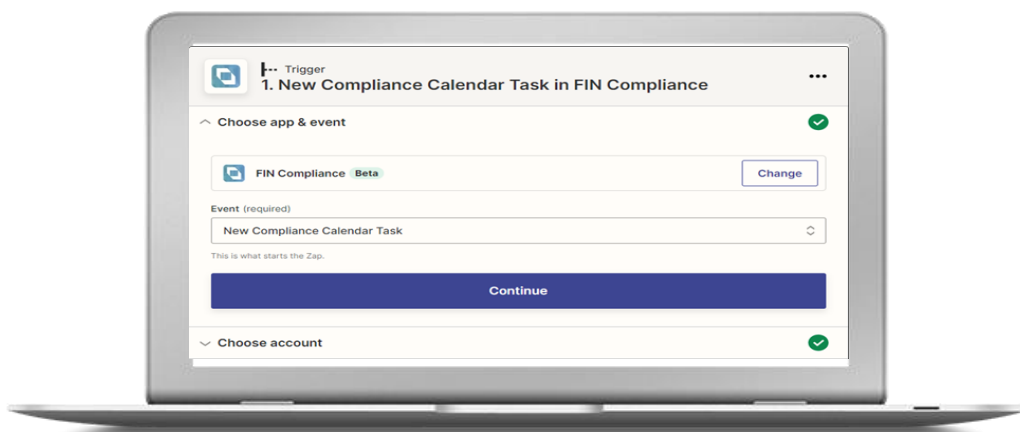 Trigger
1. New Compliance Calendar Task in FIN Compliance
Choose app & event
FIN Compliance Beta
Change
Event (required)
New Compliance Calendar Task
This is what starts the Zap.
Continue
Choose account